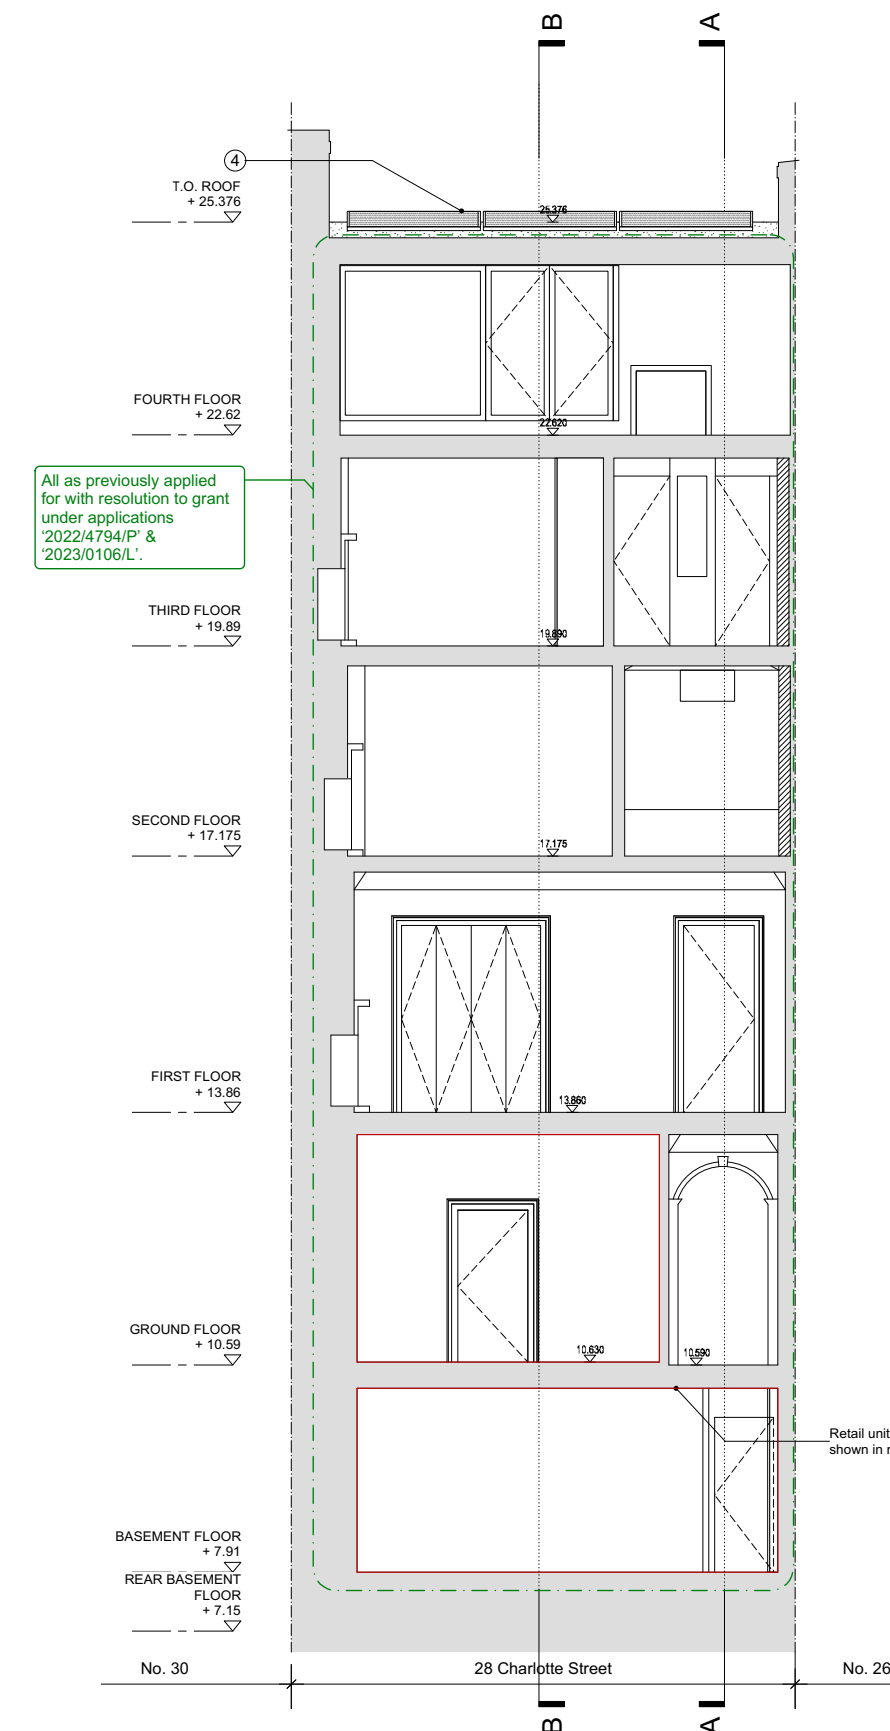 B
A
4
T.O. ROOF
+ 25.376
25.376
FOURTH FLOOR
+ 22.62
22.620
All as previously applied
for with resolution to grant
under applications
‘2022/4794/P’ &
‘2023/0106/L’.
THIRD FLOOR
+ 19.89
19.890
SECOND FLOOR
+ 17.175
17.175
FIRST FLOOR
+ 13.86
13.860
GROUND FLOOR
+ 10.59
10.630
10.590
Retail unit
shown in r
BASEMENT FLOOR
+ 7.91
REAR BASEMENT
FLOOR
+ 7.15
No. 30
28 Charlotte Street
No. 26
B
A